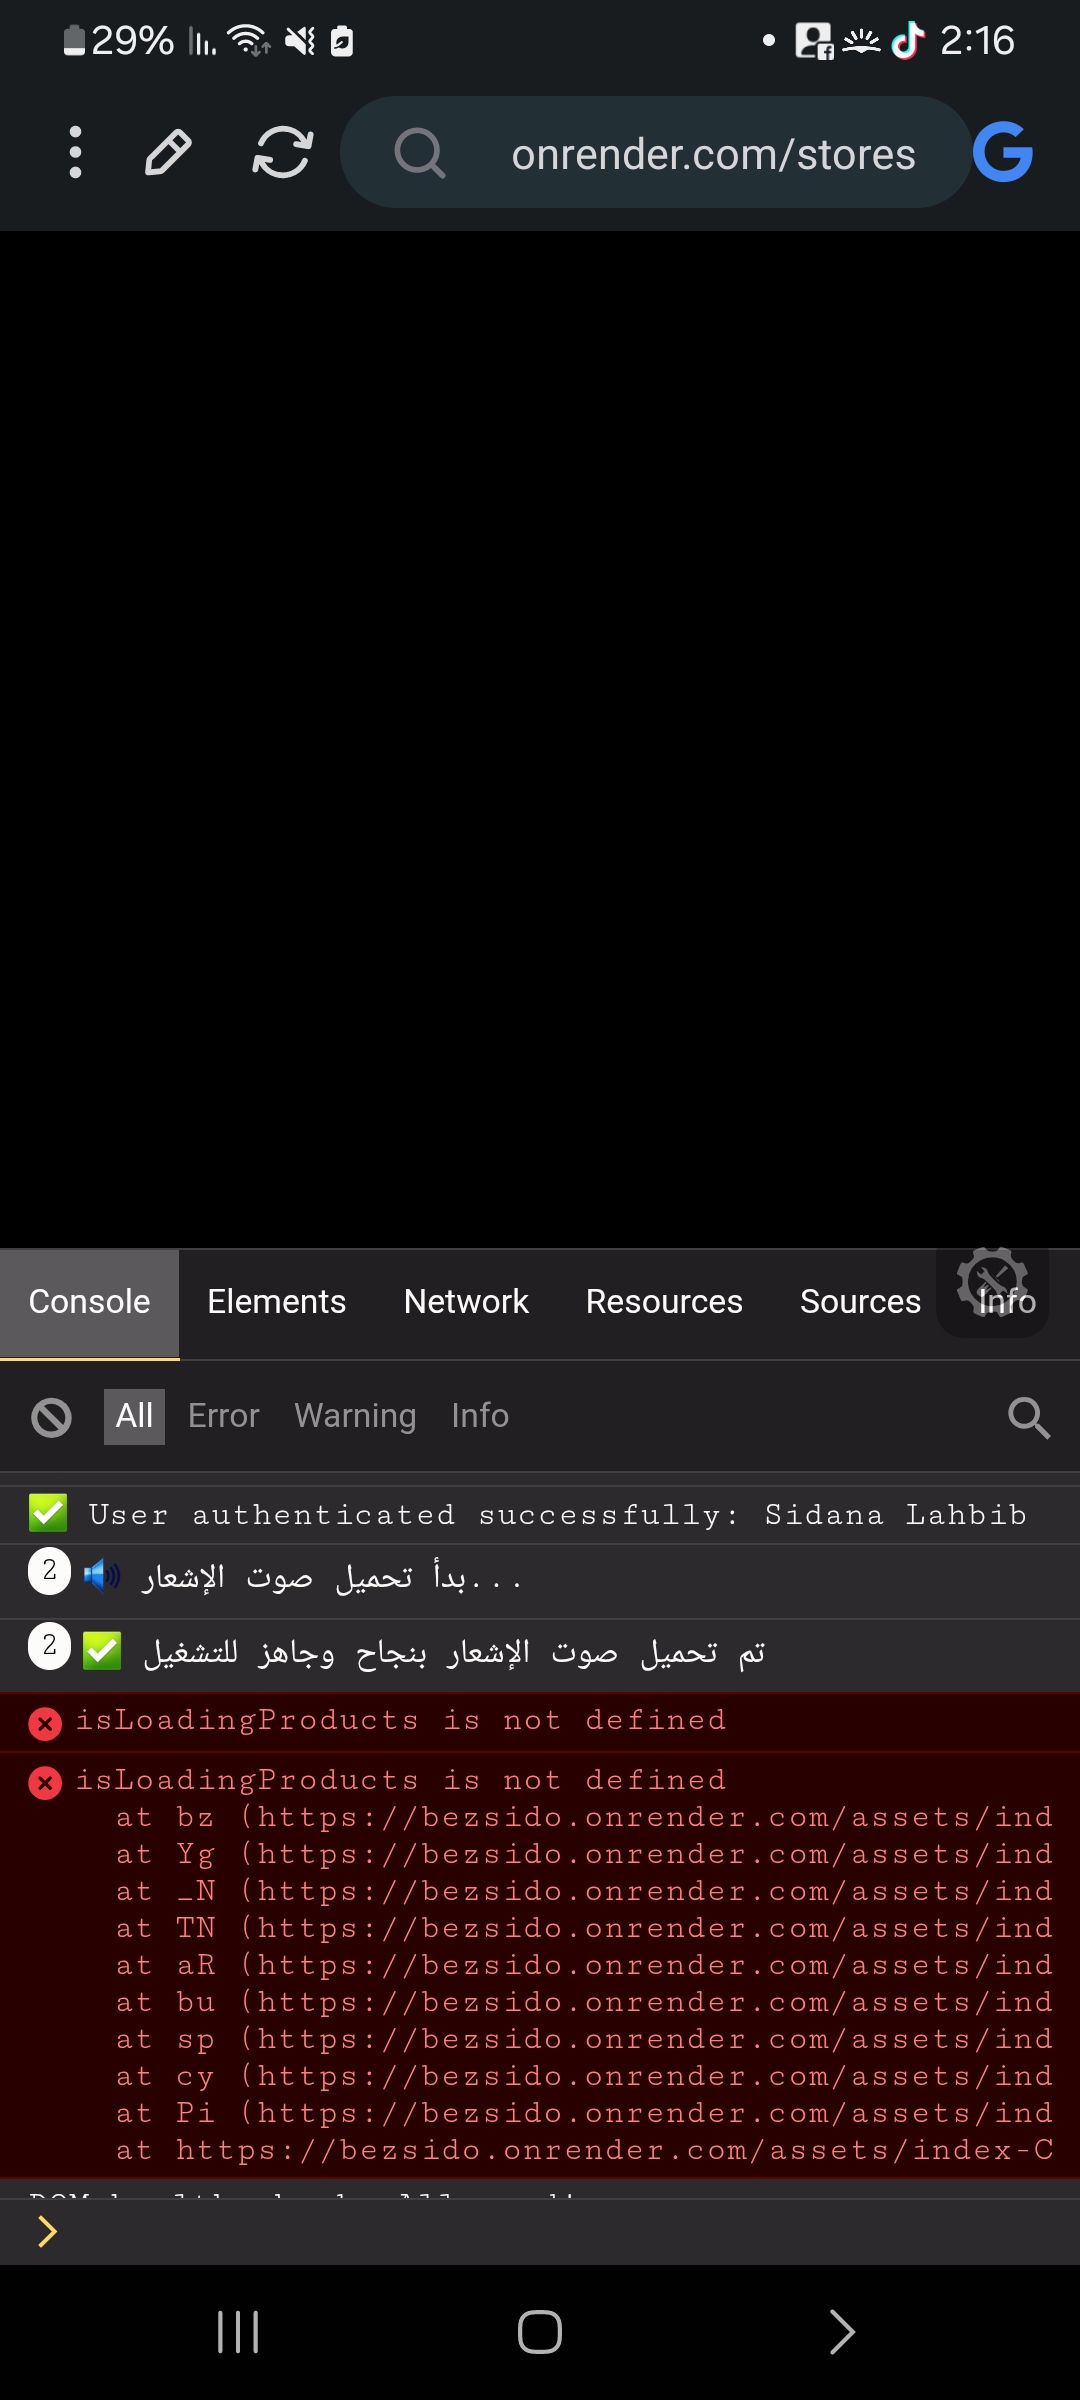 29%
2:16
onrender.com/stores
Console Elements Network Resources Sources Info
All Error Warning Info
✅ User authenticated successfully: Sidana Lahbib
2 🔊 بدأ تحميل صوت الإشعار...
2 ✅ تم تحميل صوت الإشعار بنجاح وجاهز للتشغيل
isLoadingProducts is not defined
isLoadingProducts is not defined
at bz (https://bezsido.onrender.com/assets/ind
at Yg (https://bezsido.onrender.com/assets/ind
at _N (https://bezsido.onrender.com/assets/ind
at TN (https://bezsido.onrender.com/assets/ind
at aR (https://bezsido.onrender.com/assets/ind
at bu (https://bezsido.onrender.com/assets/ind
at sp (https://bezsido.onrender.com/assets/ind
at cy (https://bezsido.onrender.com/assets/ind
at Pi (https://bezsido.onrender.com/assets/ind
at https://bezsido.onrender.com/assets/index-C